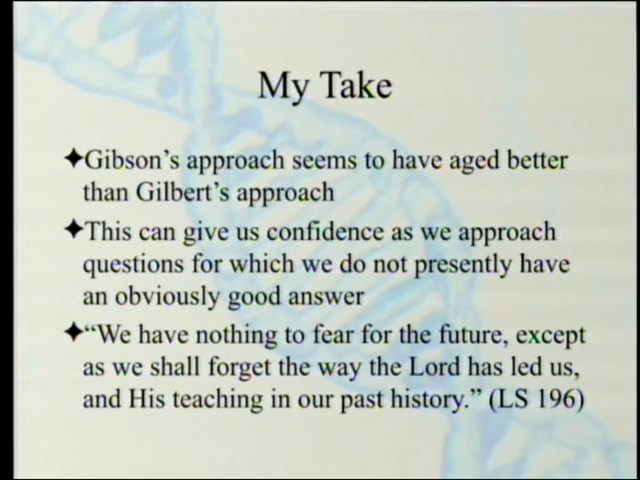 My Take
✦Gibson's approach seems to have aged better
than Gilbert's approach
✦This can give us confidence as we approach
questions for which we do not presently have
an obviously good answer
✦“We have nothing to fear for the future, except
as we shall forget the way the Lord has led us,
and His teaching in our past history.” (LS 196)